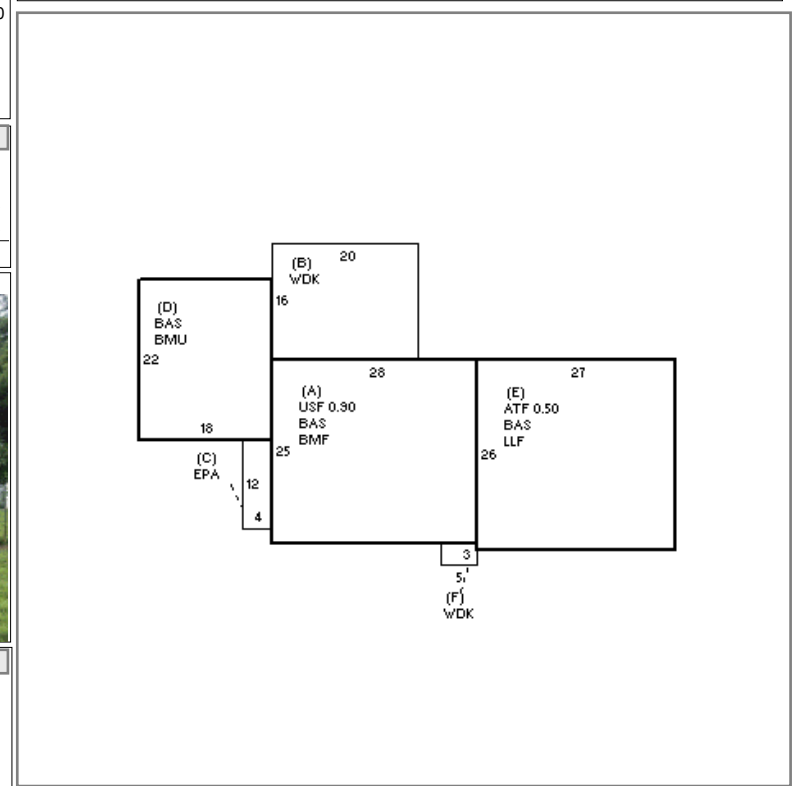 20
(B)
WDK
16
(D)
BAS
BMU
22
18
28
(A)
USF 0.90
BAS
BMF
25
27
(E)
ATF 0.50
BAS
LLF
26
(C)
EPA
12
4
3
5
(F)
WDK